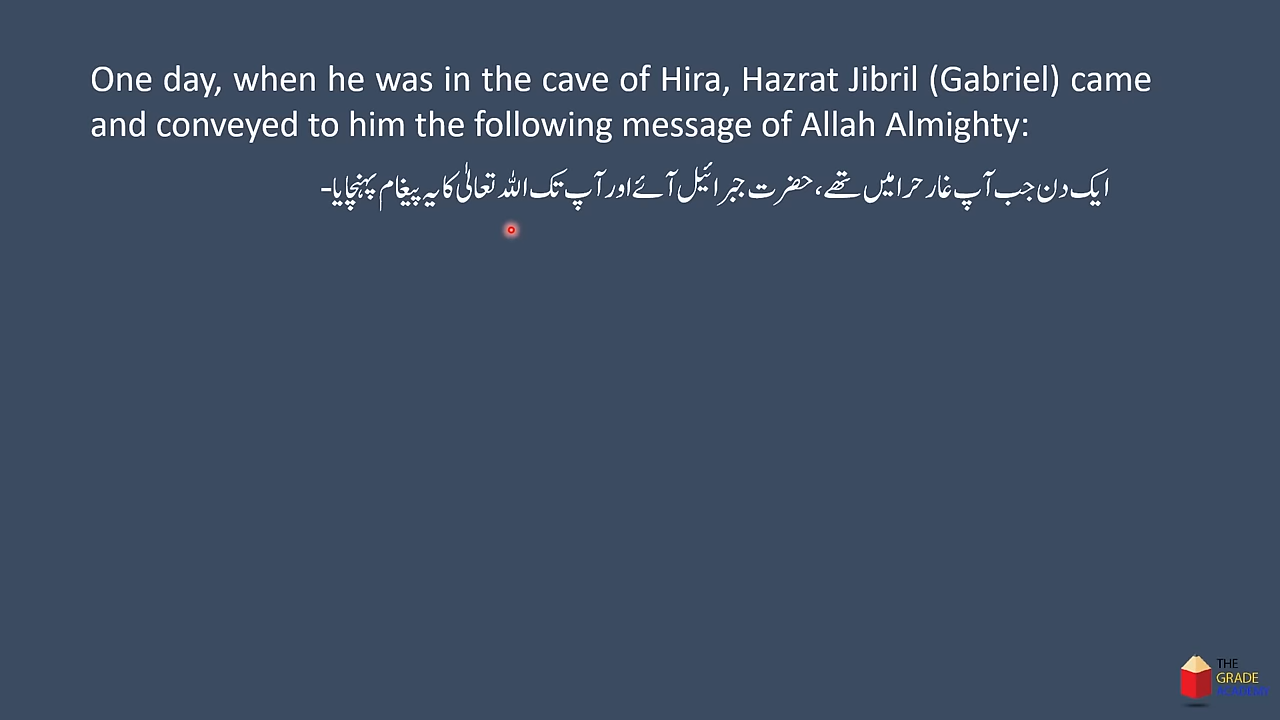 One day, when he was in the cave of Hira, Hazrat Jibril (Gabriel) came
and conveyed to him the following message of Allah Almighty:
ایک دن جب آپ غار حرا میں تھے، حضرت جبرائیل آئے اور آپ تک اللہ تعالیٰ کا یہ پیغام پہنچایا-
THE
GRADE
ACADEMY